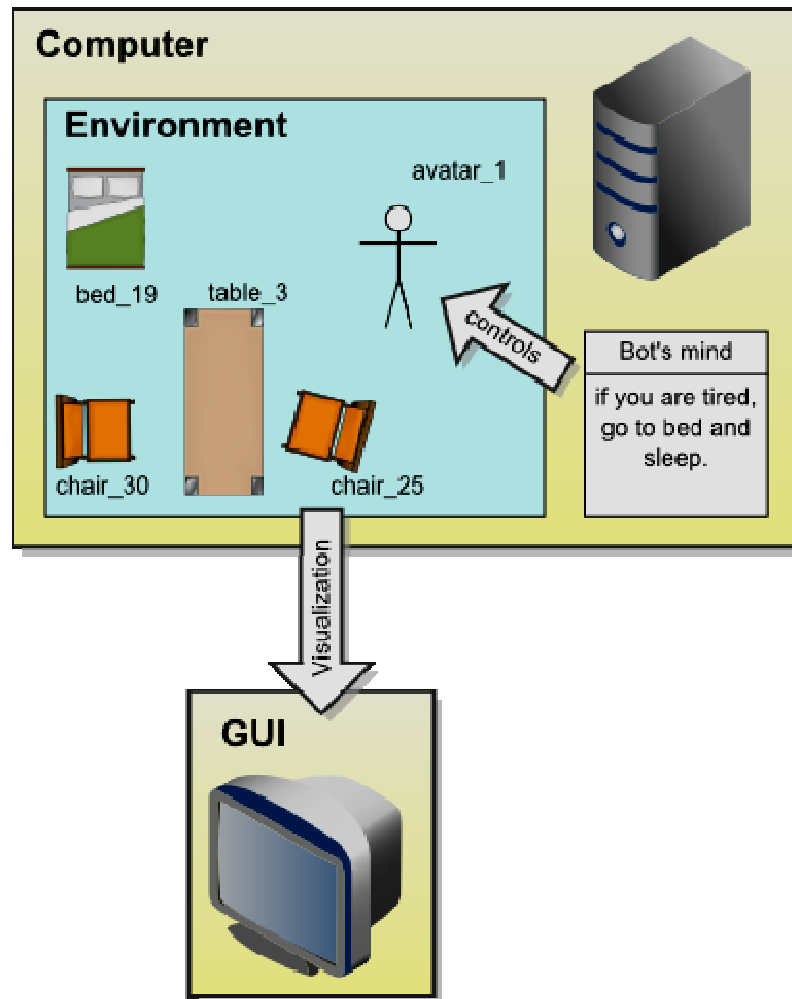 Computer
Environment
avatar_1
bed_19
table_3
controls
Bot's mind
if you are tired,
go to bed and
sleep.
chair_30
chair_25
Visualization
GUI